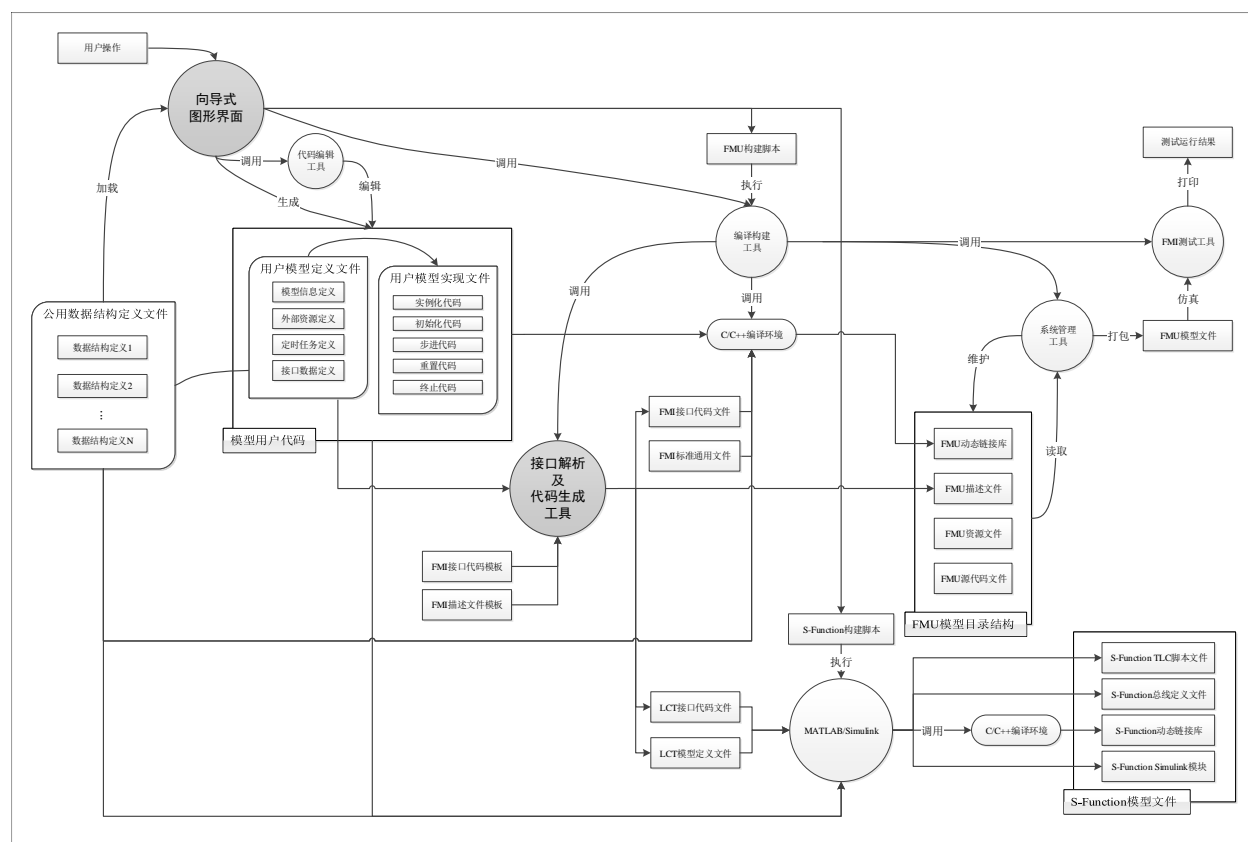 用户操作
向导式
图形界面
调用
代码编辑
工具
编辑
加载
生成
调用
FMU构建脚本
执行
编译构建
工具
调用
调用
调用
测试运行结果
打印
FMI测试工具
仿真
系统管理
工具
打包
FMU模型文件
维护
读取
公用数据结构定义文件
数据结构定义1
数据结构定义2
⋮
数据结构定义N
用户模型定义文件
模型信息定义
外部资源定义
定时任务定义
接口数据定义
用户模型实现文件
实例化代码
初始化代码
步进代码
重置代码
终止代码
模型用户代码
C/C++编译环境
FMI接口代码文件
FMI标准通用文件
接口解析
及
代码生成
工具
FMI接口代码模板
FMI描述文件模板
FMU动态链接库
FMU描述文件
FMU资源文件
FMU源代码文件
FMU模型目录结构
S-Function构建脚本
执行
LCT接口代码文件
LCT模型定义文件
MATLAB/Simulink
调用
C/C++编译环境
S-Function TLC脚本文件
S-Function总线定义文件
S-Function动态链接库
S-Function Simulink模块
S-Function模型文件